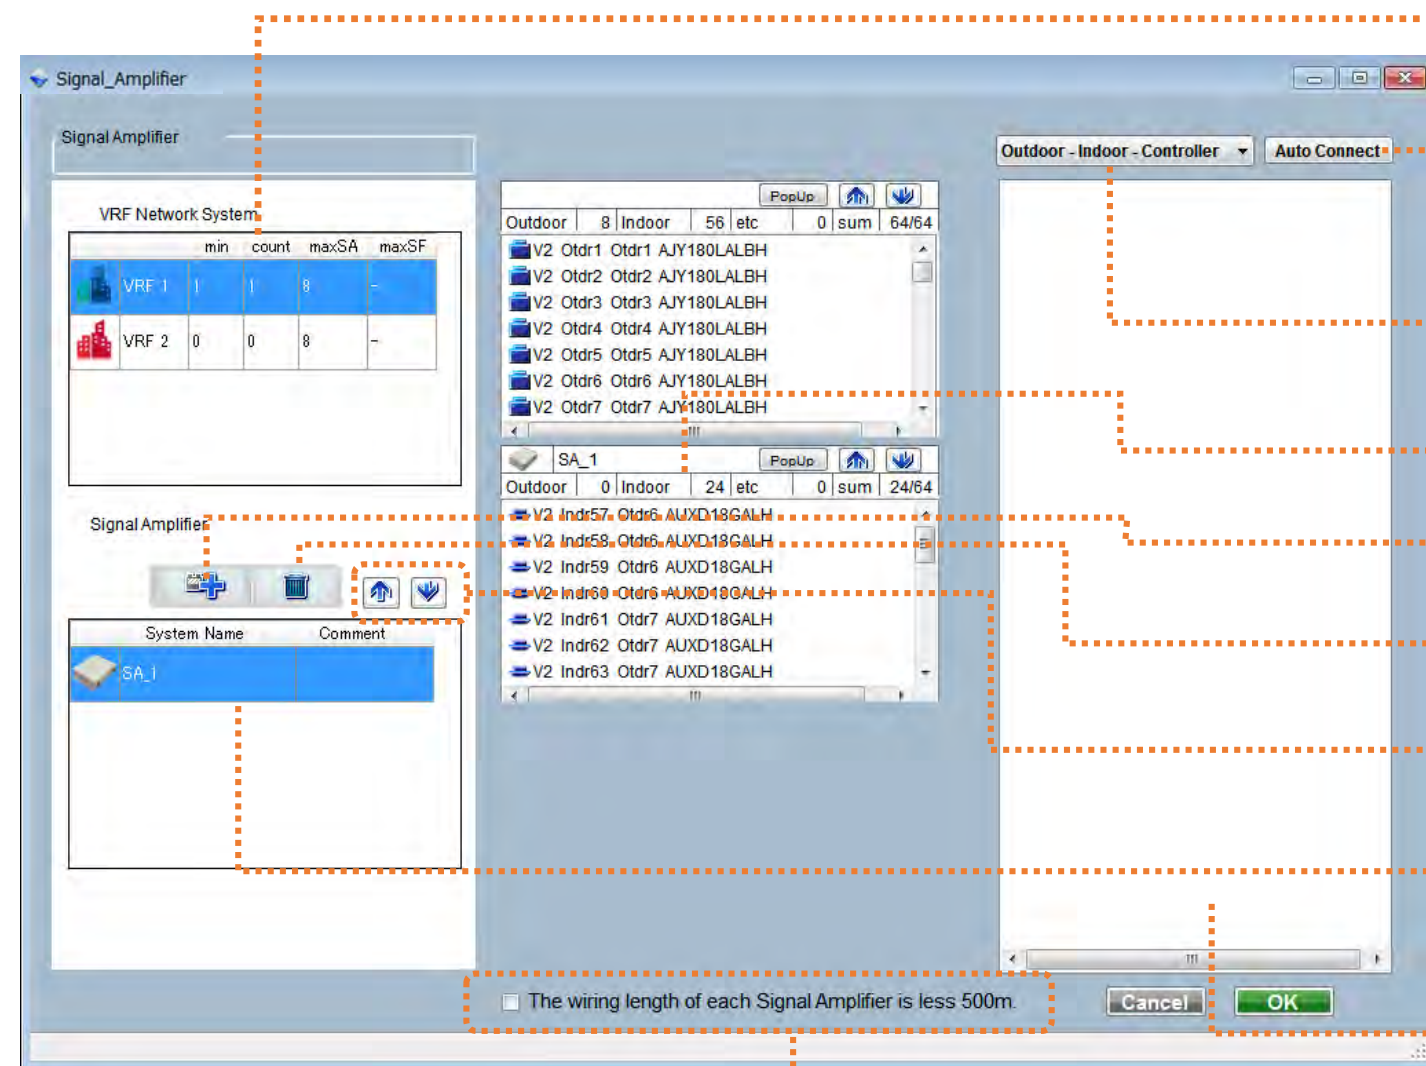 Signal_Amplifier
Signal Amplifier
Outdoor - Indoor - Controller
Auto Connect
VRF Network System
min count maxSA maxSF
VRF 1 1 1 8 -
VRF 2 0 0 8 -
PopUp
Outdoor 8 Indoor 56 etc 0 sum 64/64
V2 Otdr1 Otdr1 AJY180LALBH
V2 Otdr2 Otdr2 AJY180LALBH
V2 Otdr3 Otdr3 AJY180LALBH
V2 Otdr4 Otdr4 AJY180LALBH
V2 Otdr5 Otdr5 AJY180LALBH
V2 Otdr6 Otdr6 AJY180LALBH
V2 Otdr7 Otdr7 AJY180LALBH
SA_1 PopUp
Outdoor 0 Indoor 24 etc 0 sum 24/64
V2 Indr57 Otdr6 AUXD18GALH
V2 Indr58 Otdr6 AUXD18GALH
V2 Indr59 Otdr6 AUXD18GALH
V2 Indr60 Otdr6 AUXD18GALH
V2 Indr61 Otdr7 AUXD18GALH
V2 Indr62 Otdr7 AUXD18GALH
V2 Indr63 Otdr7 AUXD18GALH
Signal Amplifier
System Name Comment
SA_1
The wiring length of each Signal Amplifier is less 500m.
Cancel
OK